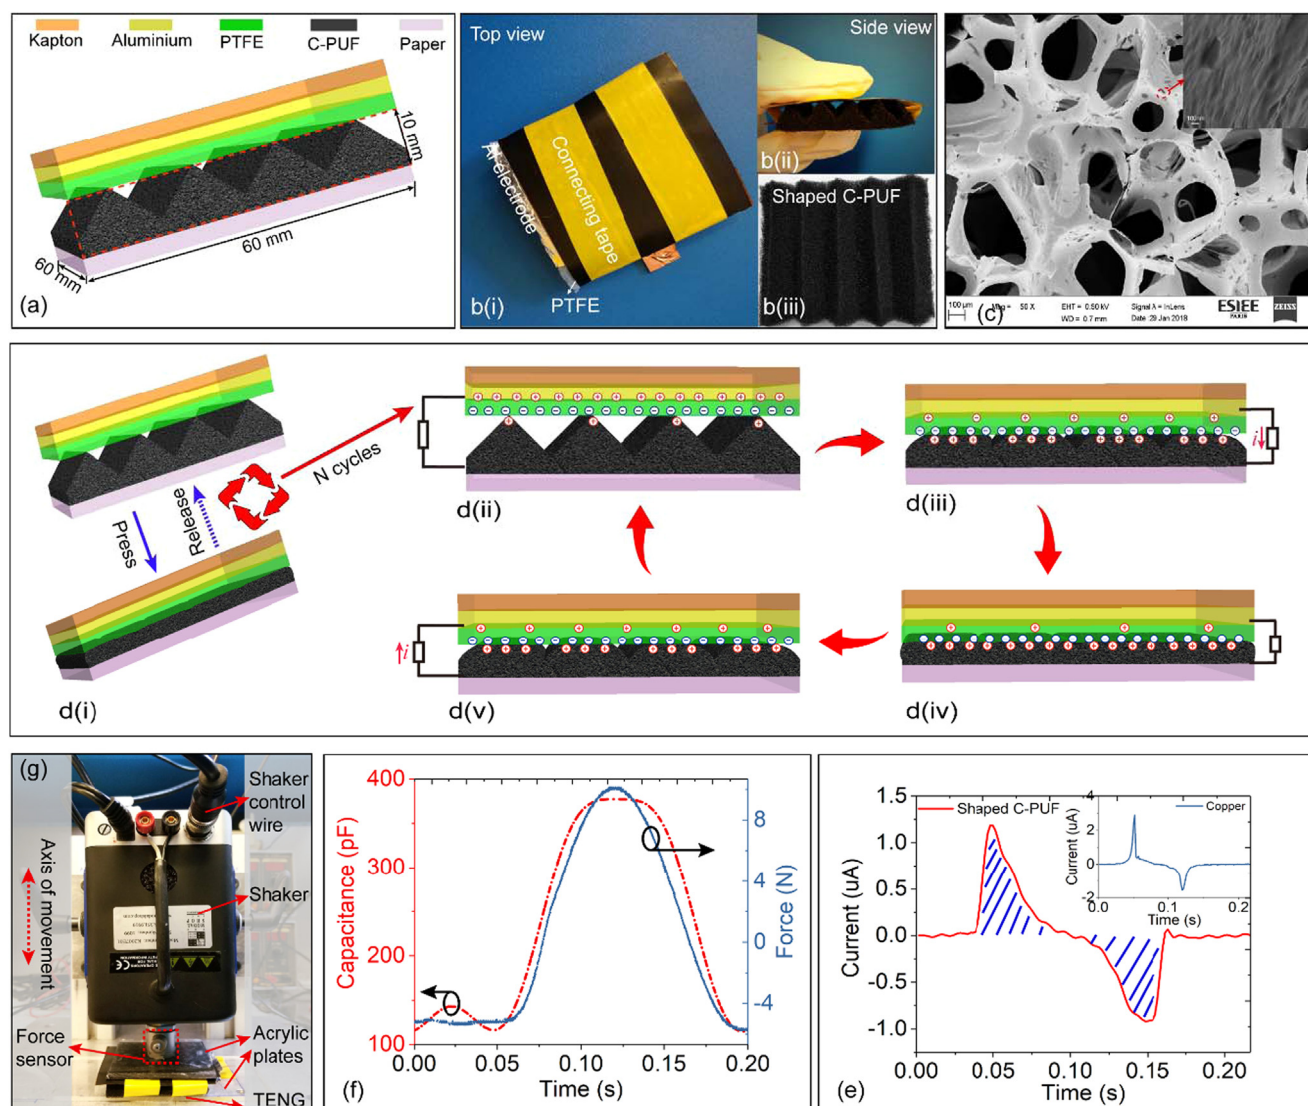 Kapton
Aluminium
PTFE
C-PUF
Paper
10 mm
60 mm
60 mm
(a)
Top view
Al electrode
Connecting tape
PTFE
b(i)
Side view
b(ii)
Shaped C-PUF
b(iii)
100 μm
Mag = 50 X
EHT = 0.50 kV
WD = 0.7 mm
Signal A = InLens
Date :29 Jan 2018
ESIEE
PARIS
ZEISS
(c)
Press
Release
N cycles
d(i)
d(ii)
i
d(iii)
i
d(v)
d(iv)
(g)
Shaker
control
wire
Axis of movement
Shaker
Force
sensor
Acrylic
plates
TENG
400
300
200
100
Capacitance (pF)
0.00
0.05
0.10
0.15
0.20
Time (s)
8
4
0
-4
Force (N)
(f)
1.5
1.0
0.5
0.0
-0.5
-1.0
Current (uA)
Shaped C-PUF
0.00
0.05
0.10
0.15
0.20
Time (s)
Copper
4
2
0
-2
Current (uA)
0.0
0.1
0.2
Time (s)
(e)